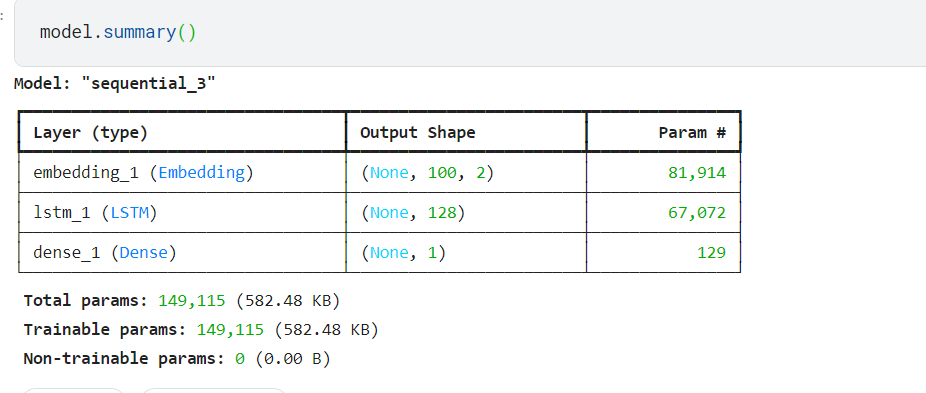 :
model.summary()
Model: "sequential_3"
Layer (type) Output Shape Param #
embedding_1 (Embedding) (None, 100, 2) 81,914
lstm_1 (LSTM) (None, 128) 67,072
dense_1 (Dense) (None, 1) 129
Total params: 149,115 (582.48 KB)
Trainable params: 149,115 (582.48 KB)
Non-trainable params: 0 (0.00 B)